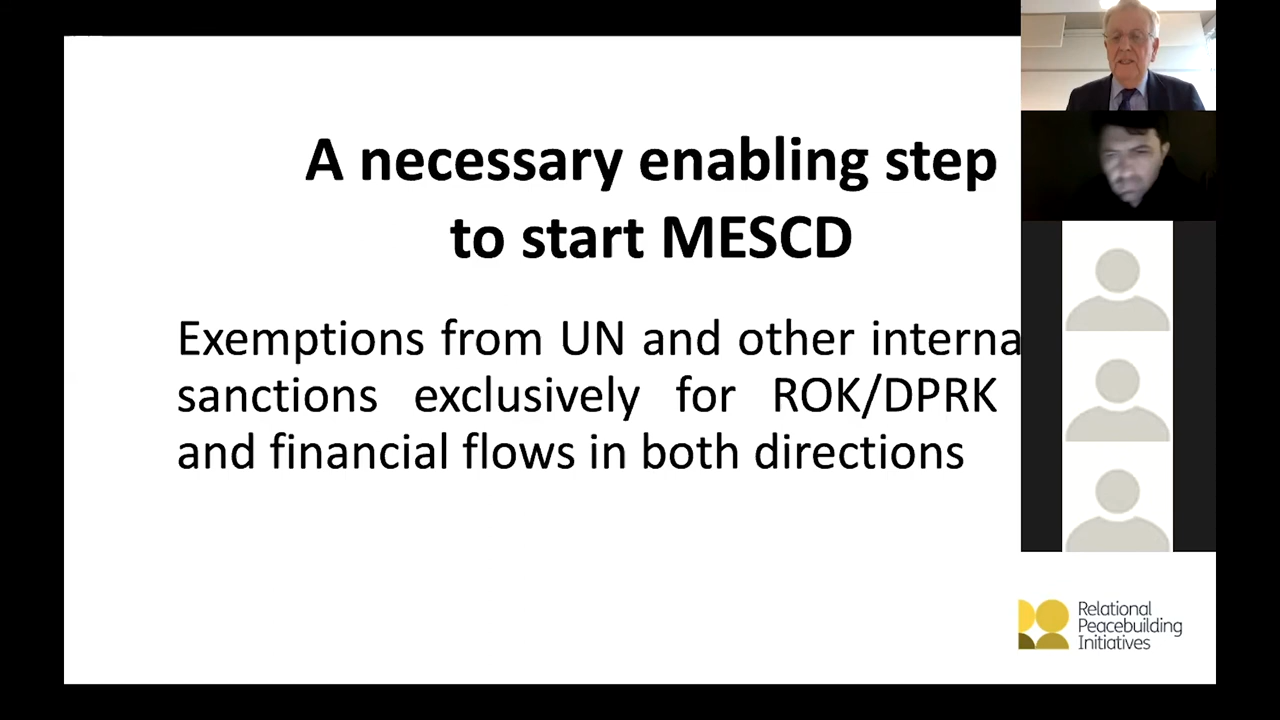 A necessary enabling step
to start MESCD
Exemptions from UN and other interna
sanctions exclusively for ROK/DPRK
and financial flows in both directions
Relational
Peacebuilding
Initiatives